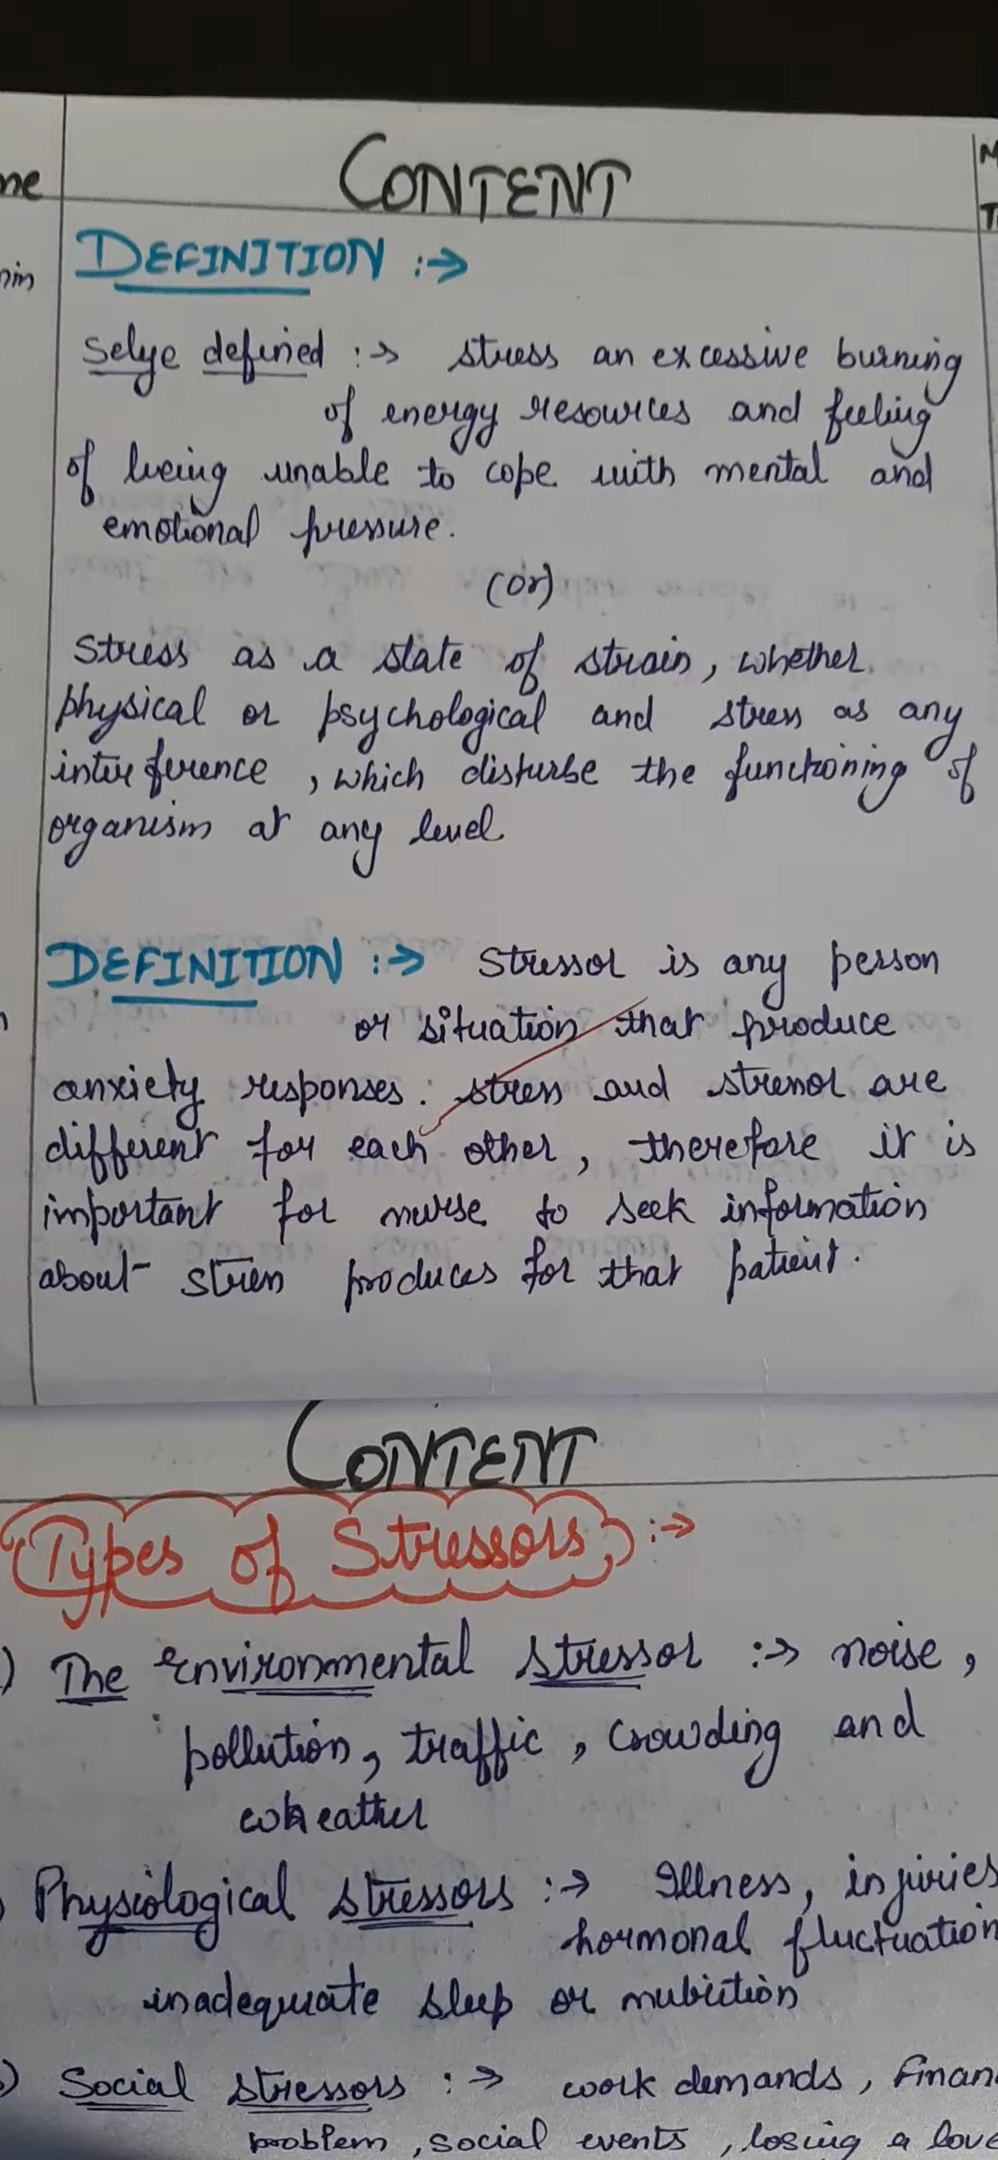 CONTENT
DEFINITION :→
Selye defined :→ stress an excessive burning
of energy resources and feeling
of being unable to cope with mental and
emotional pressure.
(or)
Stress as a state of strain, whether
physical or psychological and stress as any
interference , which disturbe the functioning of
organism at any level.
DEFINITION :→ Stressor is any person
or situation that produce
anxiety responses. stress and stressor are
different for each other, therefore it is
important for nurse to seek information
about stress produces for that patient.
CONTENT
Types of Stressors :→
) The environmental stressor :→ noise ,
pollution, traffic , crowding and
wheather
) Physiological stressors :→ Illness, injuries
hormonal fluctuation
inadequate sleep or nutrition
) Social stressors :→ work demands , finan
problem , social events , losing a love